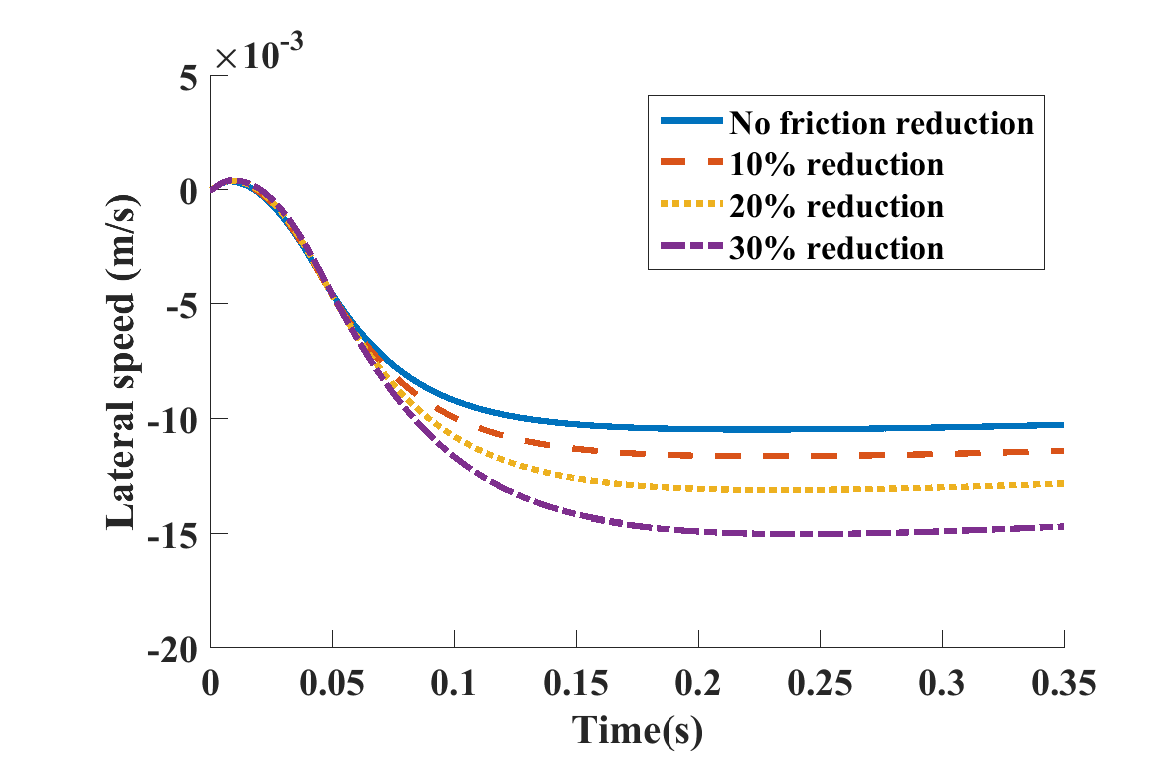 ×10-3
5
0
-5
-10
-15
-20
Lateral speed (m/s)
No friction reduction
10% reduction
20% reduction
30% reduction
0 0.05 0.1 0.15 0.2 0.25 0.3 0.35
Time(s)